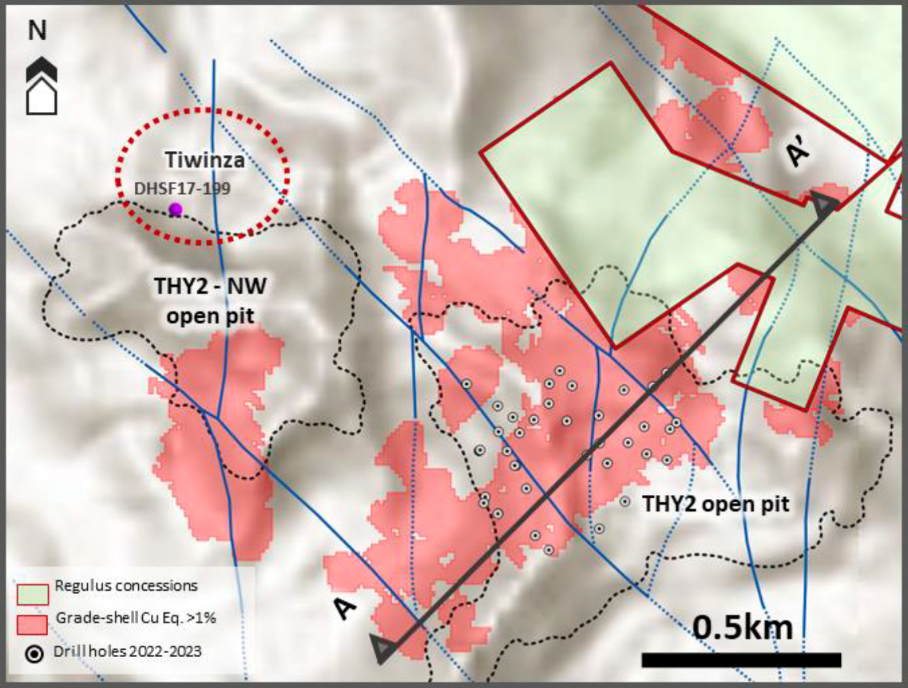 N
Tiwinza
DHSF17-199
A'
THY2 - NW
open pit
THY2 open pit
A
0.5km
Regulus concessions
Grade-shell Cu Eq. >1%
Drill holes 2022-2023